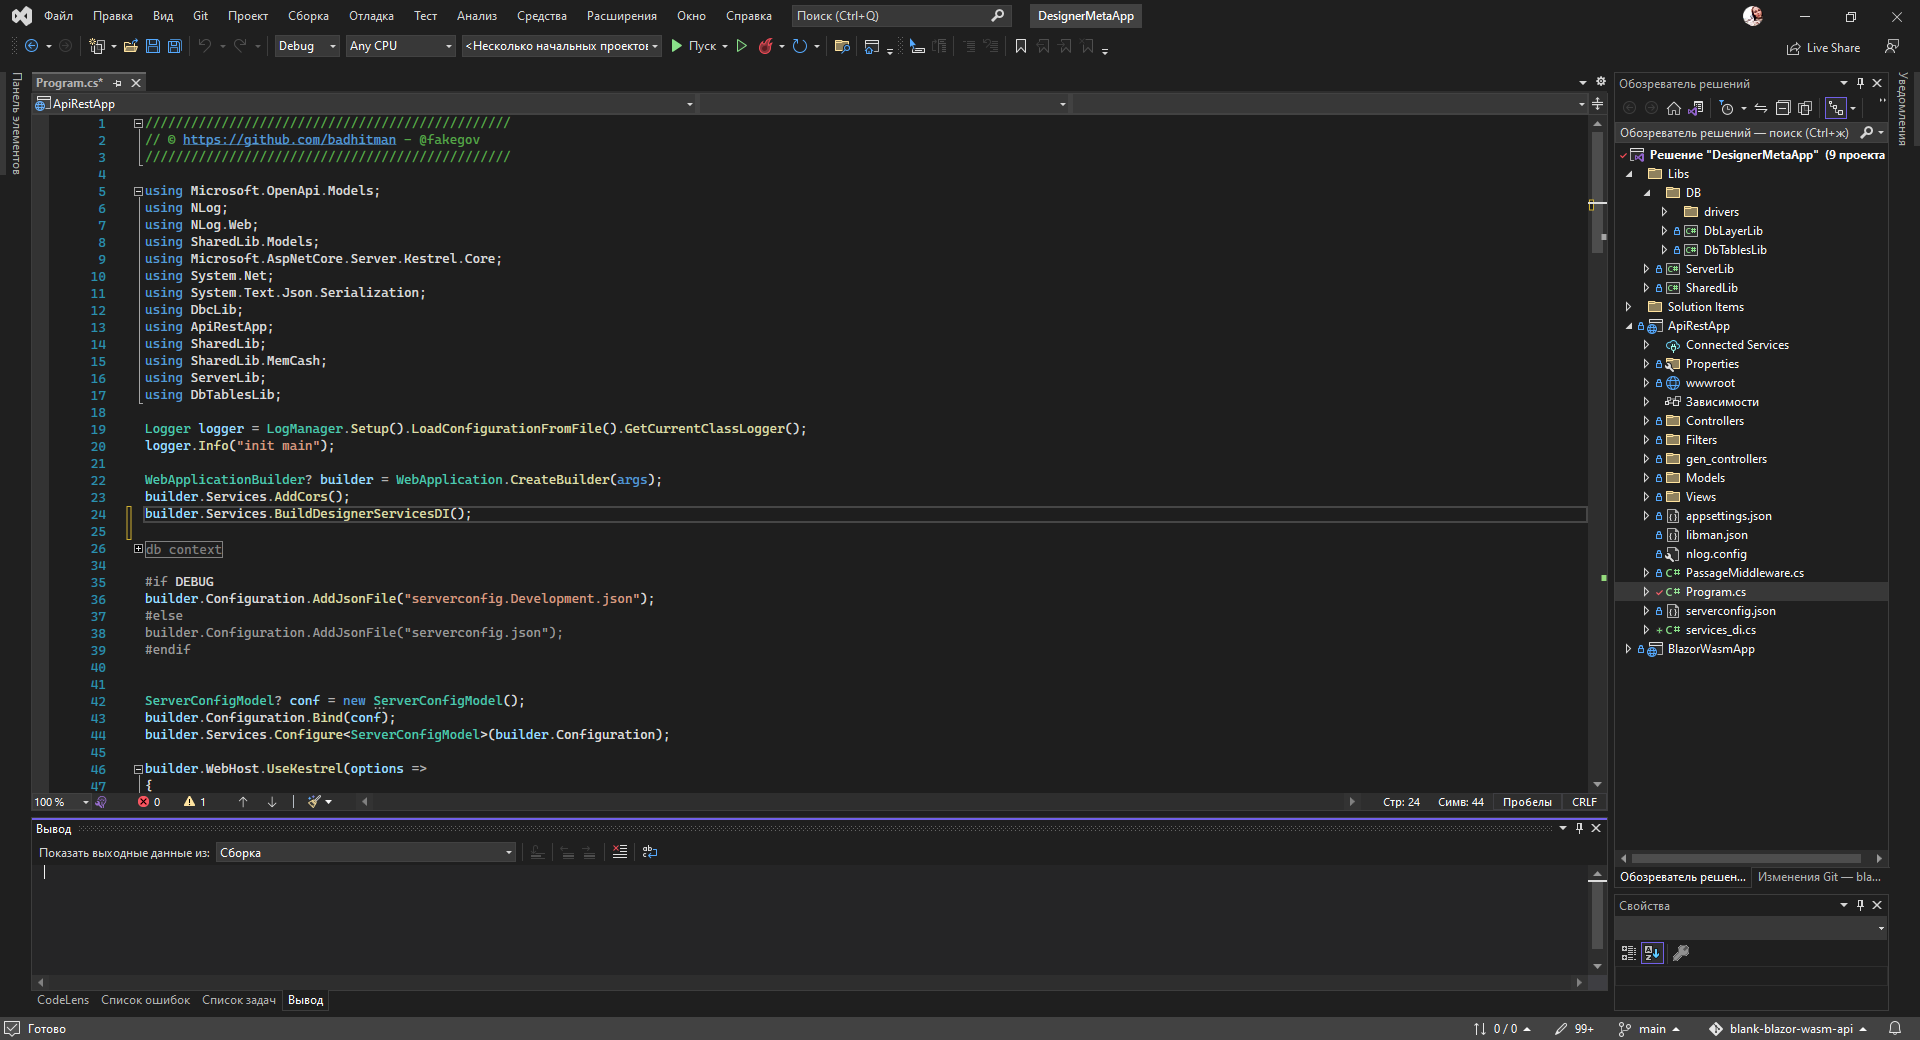 Файл Правка Вид Git Проект Сборка Отладка Тест Анализ Средства Расширения Окно Справка Поиск (Ctrl+Q) DesignerMetaApp
Debug Any CPU <Несколько начальных проектов> Пуск Live Share
Панель элементов
Program.cs*
ApiRestApp
1 ////////////////////////////////////////////////
2 // © https://github.com/badhitman - @fakegov
3 ////////////////////////////////////////////////
4
5 using Microsoft.OpenApi.Models;
6 using NLog;
7 using NLog.Web;
8 using SharedLib.Models;
9 using Microsoft.AspNetCore.Server.Kestrel.Core;
10 using System.Net;
11 using System.Text.Json.Serialization;
12 using DbcLib;
13 using ApiRestApp;
14 using SharedLib;
15 using SharedLib.MemCash;
16 using ServerLib;
17 using DbTablesLib;
18
19 Logger logger = LogManager.Setup().LoadConfigurationFromFile().GetCurrentClassLogger();
20 logger.Info("init main");
21
22 WebApplicationBuilder? builder = WebApplication.CreateBuilder(args);
23 builder.Services.AddCors();
24 builder.Services.BuildDesignerServicesDI();
25
26 db context
34
35 #if DEBUG
36 builder.Configuration.AddJsonFile("serverconfig.Development.json");
37 #else
38 builder.Configuration.AddJsonFile("serverconfig.json");
39 #endif
40
41
42 ServerConfigModel? conf = new ServerConfigModel();
43 builder.Configuration.Bind(conf);
44 builder.Services.Configure<ServerConfigModel>(builder.Configuration);
45
46 builder.WebHost.UseKestrel(options =>
47 {
100 % 0 1 Стр: 24 Симв: 44 Пробелы CRLF
Вывод
Показать выходные данные из: Сборка
CodeLens Список ошибок Список задач Вывод
Обозреватель решений
Обозреватель решений — поиск (Ctrl+ж)
Решение "DesignerMetaApp" (9 проекта
Libs
DB
drivers
DbLayerLib
DbTablesLib
ServerLib
SharedLib
Solution Items
ApiRestApp
Connected Services
Properties
wwwroot
Зависимости
Controllers
Filters
gen_controllers
Models
Views
appsettings.json
libman.json
nlog.config
PassageMiddleware.cs
Program.cs
serverconfig.json
services_di.cs
BlazorWasmApp
Обозреватель решен... Изменения Git — bla...
Свойства
Уведомления
Готово 0 / 0 99+ main blank-blazor-wasm-api